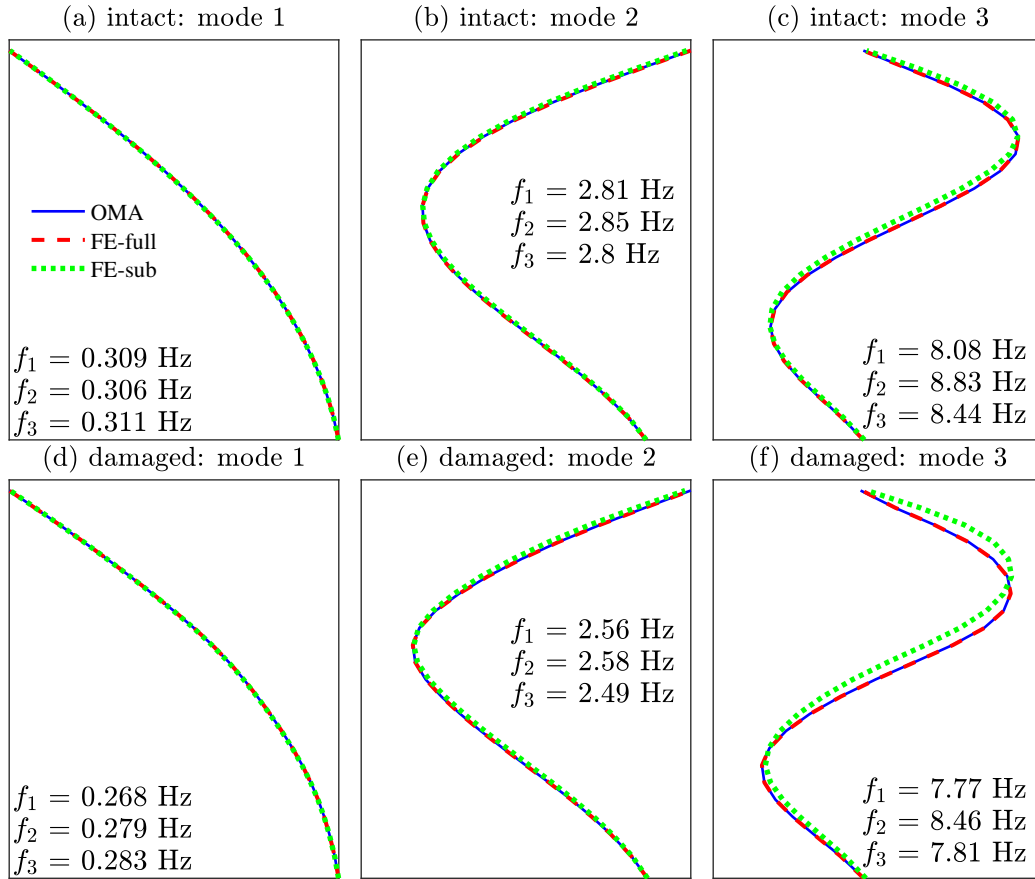 (a) intact: mode 1
(b) intact: mode 2
(c) intact: mode 3
OMA
FE-full
FE-sub
f₁ = 0.309 Hz
f₂ = 0.306 Hz
f₃ = 0.311 Hz
f₁ = 2.81 Hz
f₂ = 2.85 Hz
f₃ = 2.8 Hz
f₁ = 8.08 Hz
f₂ = 8.83 Hz
f₃ = 8.44 Hz
(d) damaged: mode 1
(e) damaged: mode 2
(f) damaged: mode 3
f₁ = 0.268 Hz
f₂ = 0.279 Hz
f₃ = 0.283 Hz
f₁ = 2.56 Hz
f₂ = 2.58 Hz
f₃ = 2.49 Hz
f₁ = 7.77 Hz
f₂ = 8.46 Hz
f₃ = 7.81 Hz